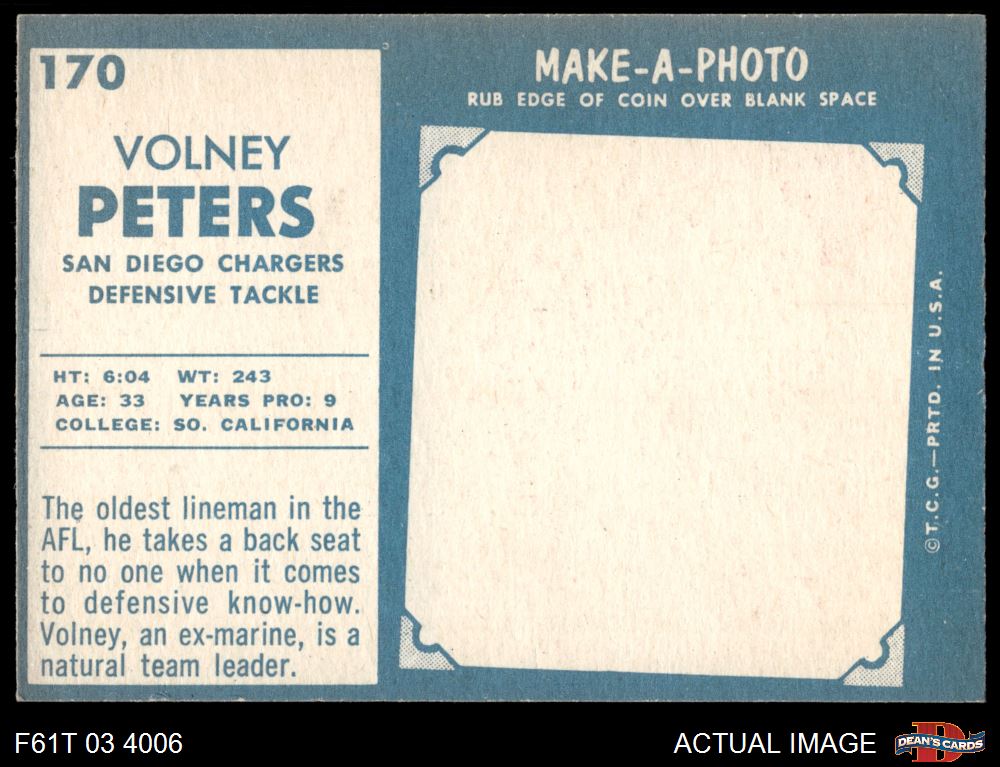 170
VOLNEY
PETERS
SAN DIEGO CHARGERS
DEFENSIVE TACKLE
HT: 6:04 WT: 243
AGE: 33 YEARS PRO: 9
COLLEGE: SO. CALIFORNIA
The oldest lineman in the
AFL, he takes a back seat
to no one when it comes
to defensive know-how.
Volney, an ex-marine, is a
natural team leader.
MAKE-A-PHOTO
RUB EDGE OF COIN OVER BLANK SPACE
©T.C.G.—PRTD. IN U.S.A.
F61T 03 4006
ACTUAL IMAGE
D
DEAN'S CARDS